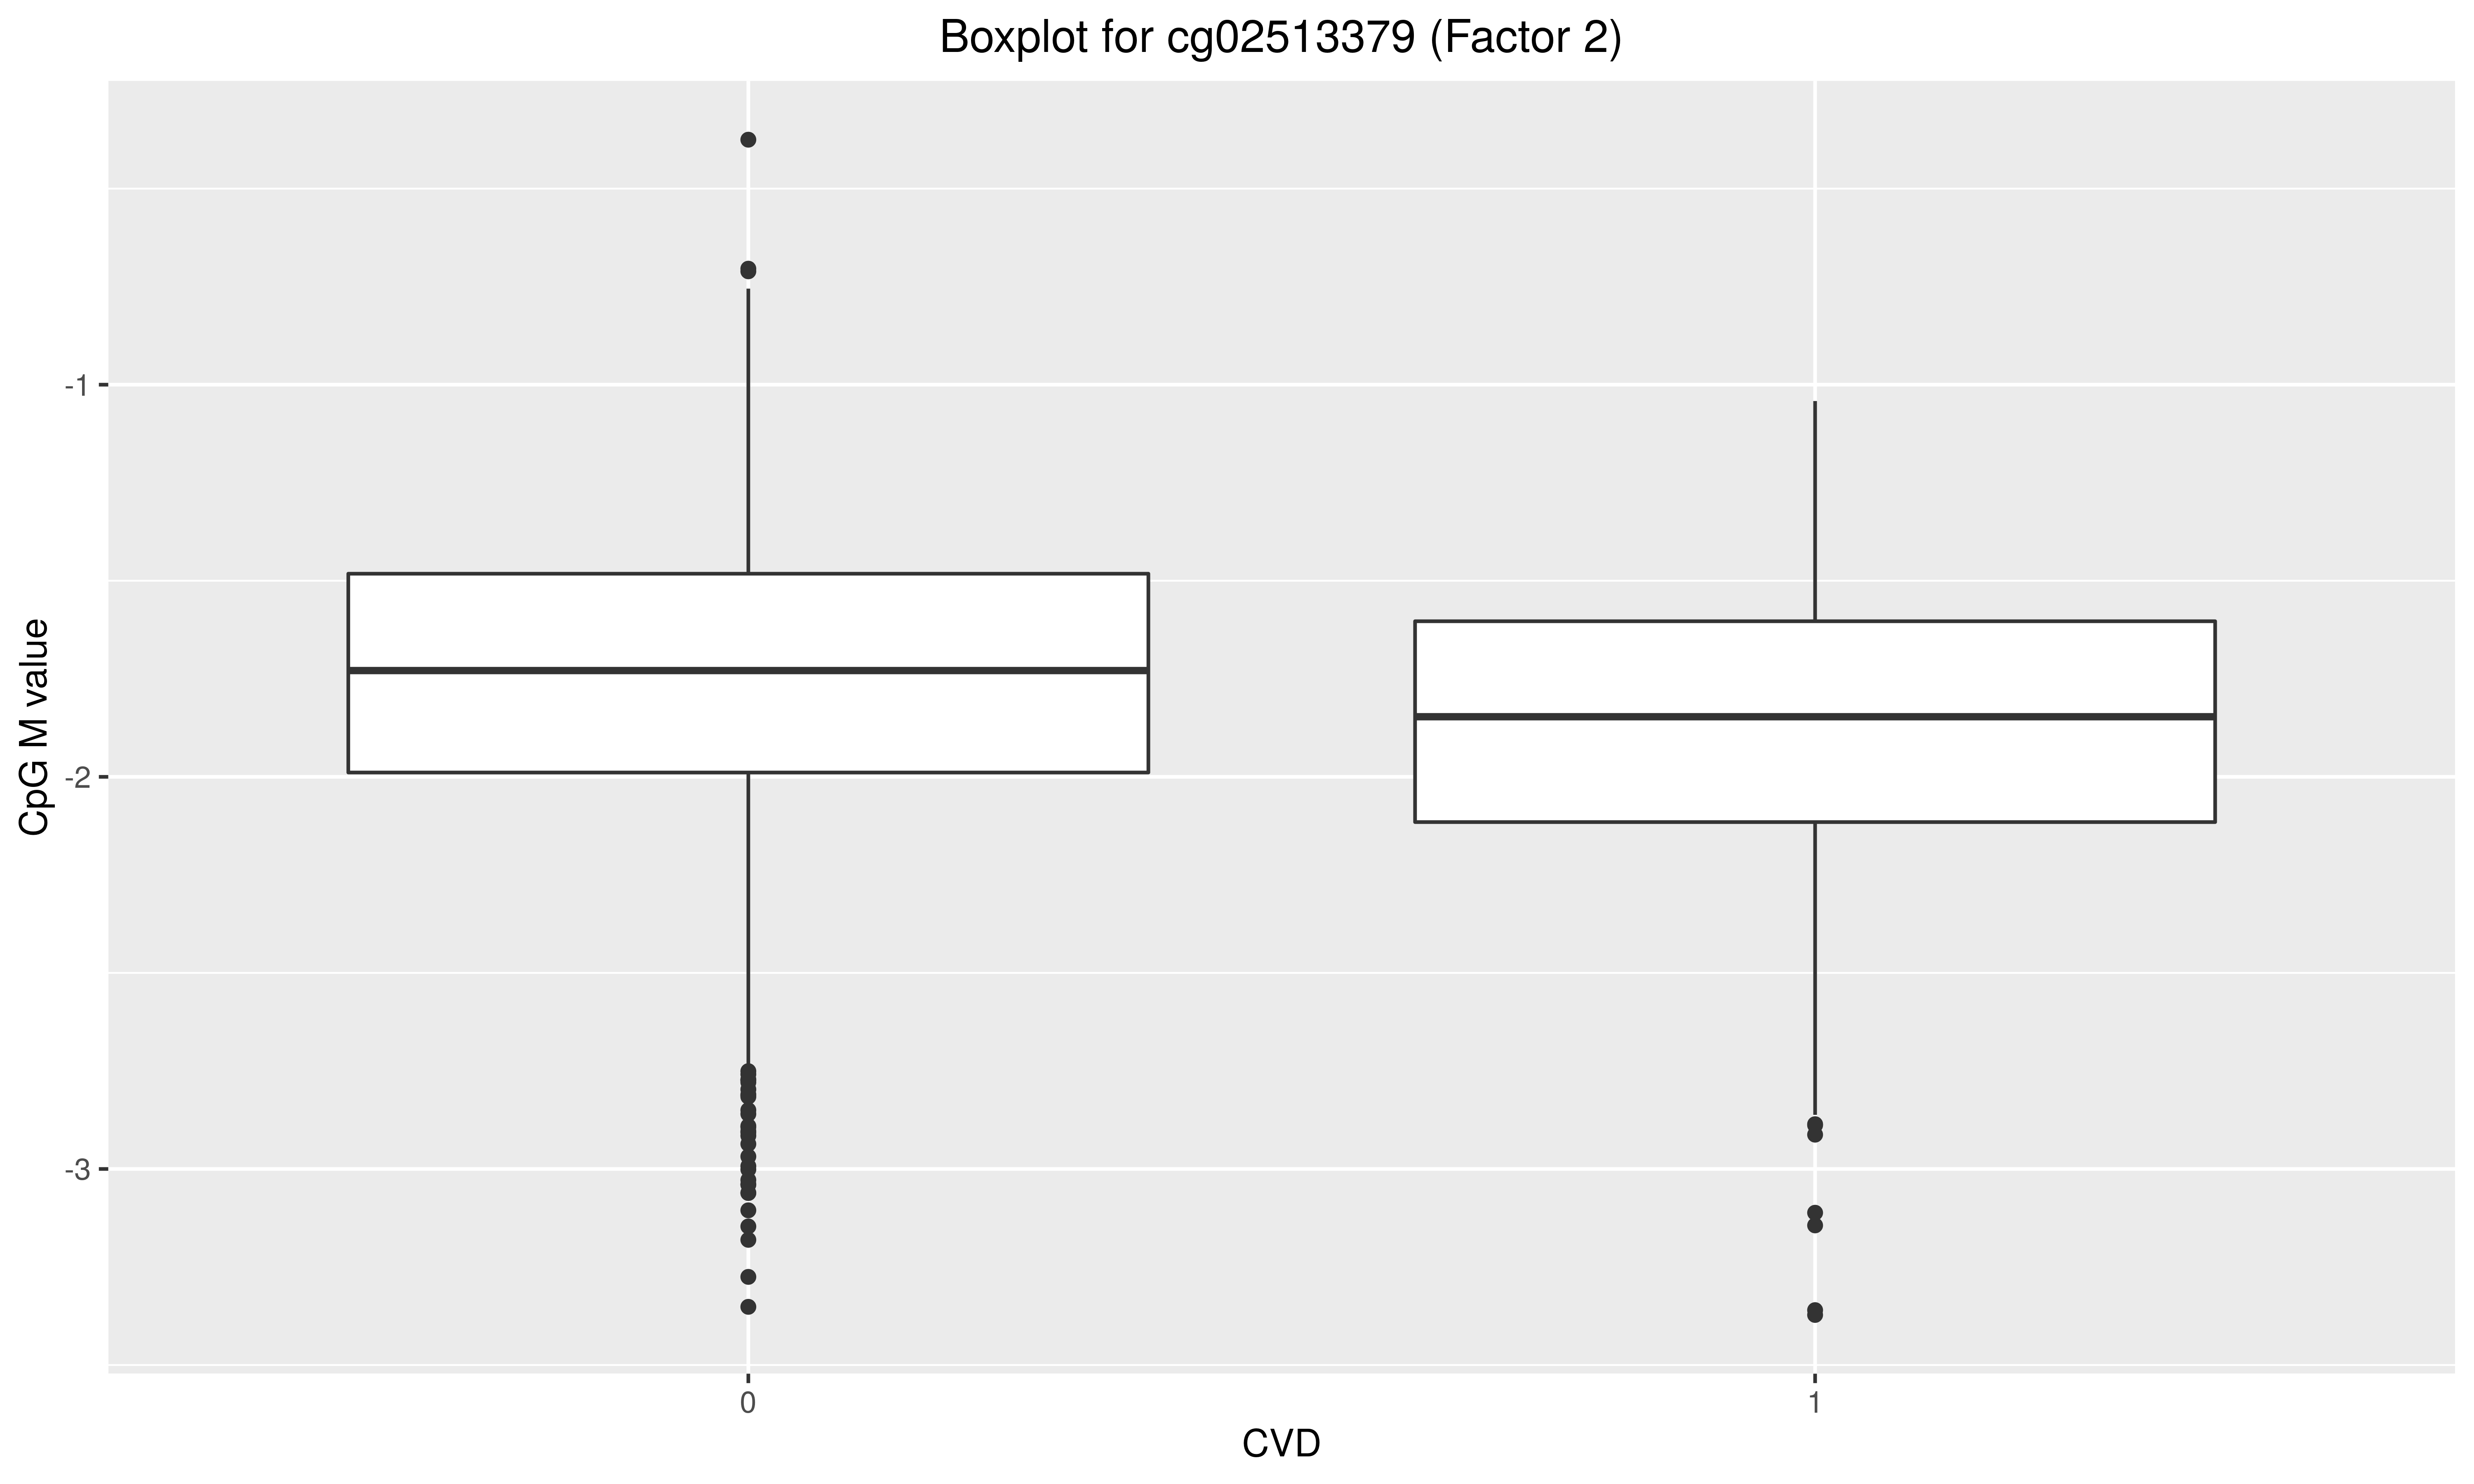 Boxplot for cg02513379 (Factor 2)
CpG M value
-1
-2
-3
0
1
CVD